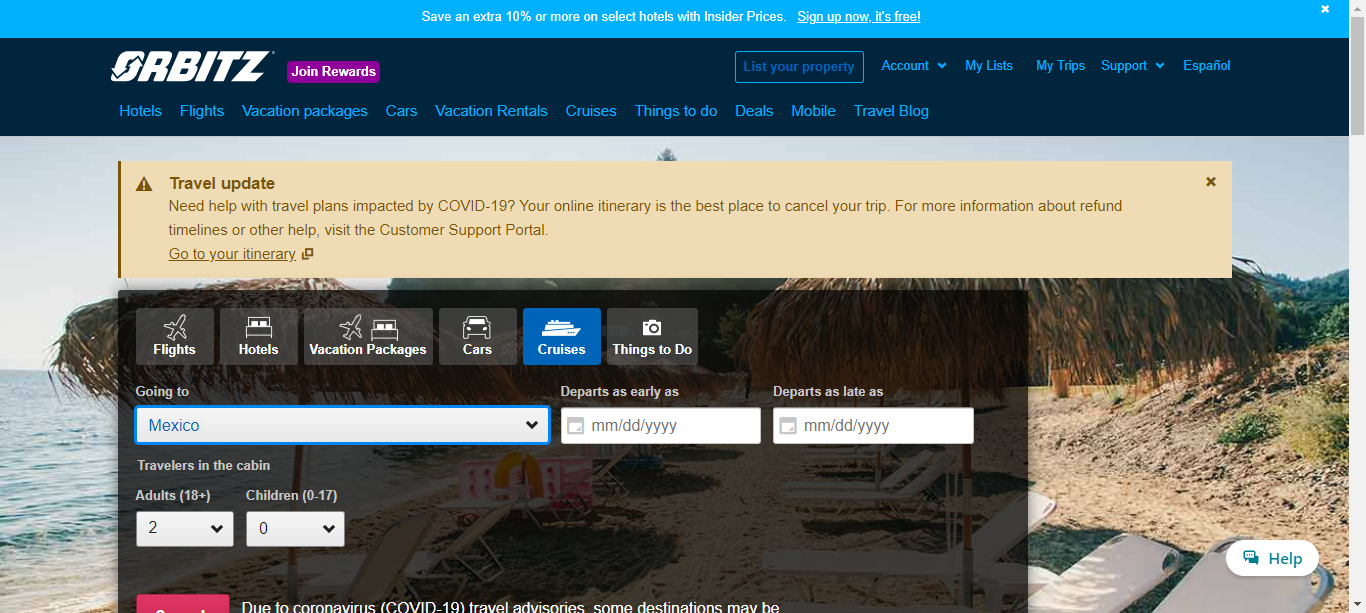 Save an extra 10% or more on select hotels with Insider Prices. Sign up now, it's free!
ORBITZ Join Rewards
List your property Account My Lists My Trips Support Español
Hotels Flights Vacation packages Cars Vacation Rentals Cruises Things to do Deals Mobile Travel Blog
Travel update
Need help with travel plans impacted by COVID-19? Your online itinerary is the best place to cancel your trip. For more information about refund
timelines or other help, visit the Customer Support Portal.
Go to your itinerary
Flights Hotels Vacation Packages Cars Cruises Things to Do
Going to Departs as early as Departs as late as
Mexico mm/dd/yyyy mm/dd/yyyy
Travelers in the cabin
Adults (18+) Children (0-17)
2 0
Help
Due to coronavirus (COVID-19) travel advisories, some destinations may be